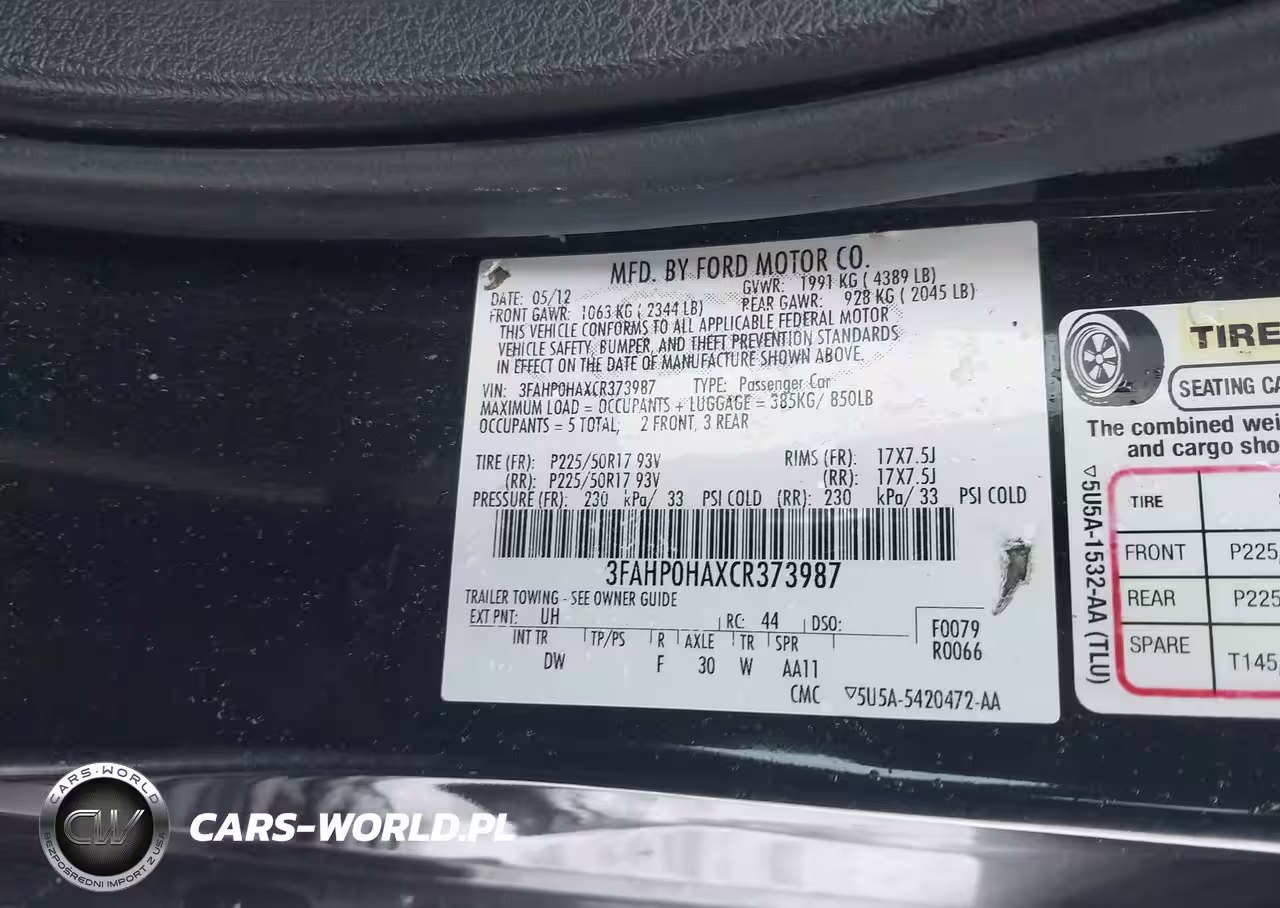 MFD. BY FORD MOTOR CO.
DATE: 05/12 GVWR: 1991 KG ( 4389 LB)
FRONT GAWR: 1063 KG ( 2344 LB) PEAR GAWR: 928 KG ( 2045 LB)
THIS VEHICLE CONFORMS TO ALL APPLICABLE FEDERAL MOTOR
VEHICLE SAFETY, BUMPER, AND THEFT PREVENTION STANDARDS
IN EFFECT ON THE DATE OF MANUFACTURE SHOWN ABOVE.
VIN: 3FAHP0HAXCR373987 TYPE: Passenger Car
MAXIMUM LOAD = OCCUPANTS + LUGGAGE = 385KG/ 850LB
OCCUPANTS = 5 TOTAL; 2 FRONT, 3 REAR
TIRE (FR): P225/50R17 93V RIMS (FR): 17X7.5J
(RR): P225/50R17 93V (RR): 17X7.5J
PRESSURE (FR): 230 kPa/ 33 PSI COLD (RR): 230 kPa/ 33 PSI COLD
3FAHP0HAXCR373987
TRAILER TOWING - SEE OWNER GUIDE
EXT PNT: UH RC: 44 DSO: F0079
R0066
INT TR TP/PS R AXLE TR SPR
DW F 30 W AA11
CMC ▽5U5A-5420472-AA
TIRE
SEATING CA
The combined wei
and cargo sho
▽5U5A-1532-AA (TLU)
TIRE
FRONT P225
REAR P225
SPARE T145
CARS-WORLD
CW
BEZPOŚREDNI IMPORT Z USA
CARS-WORLD.PL